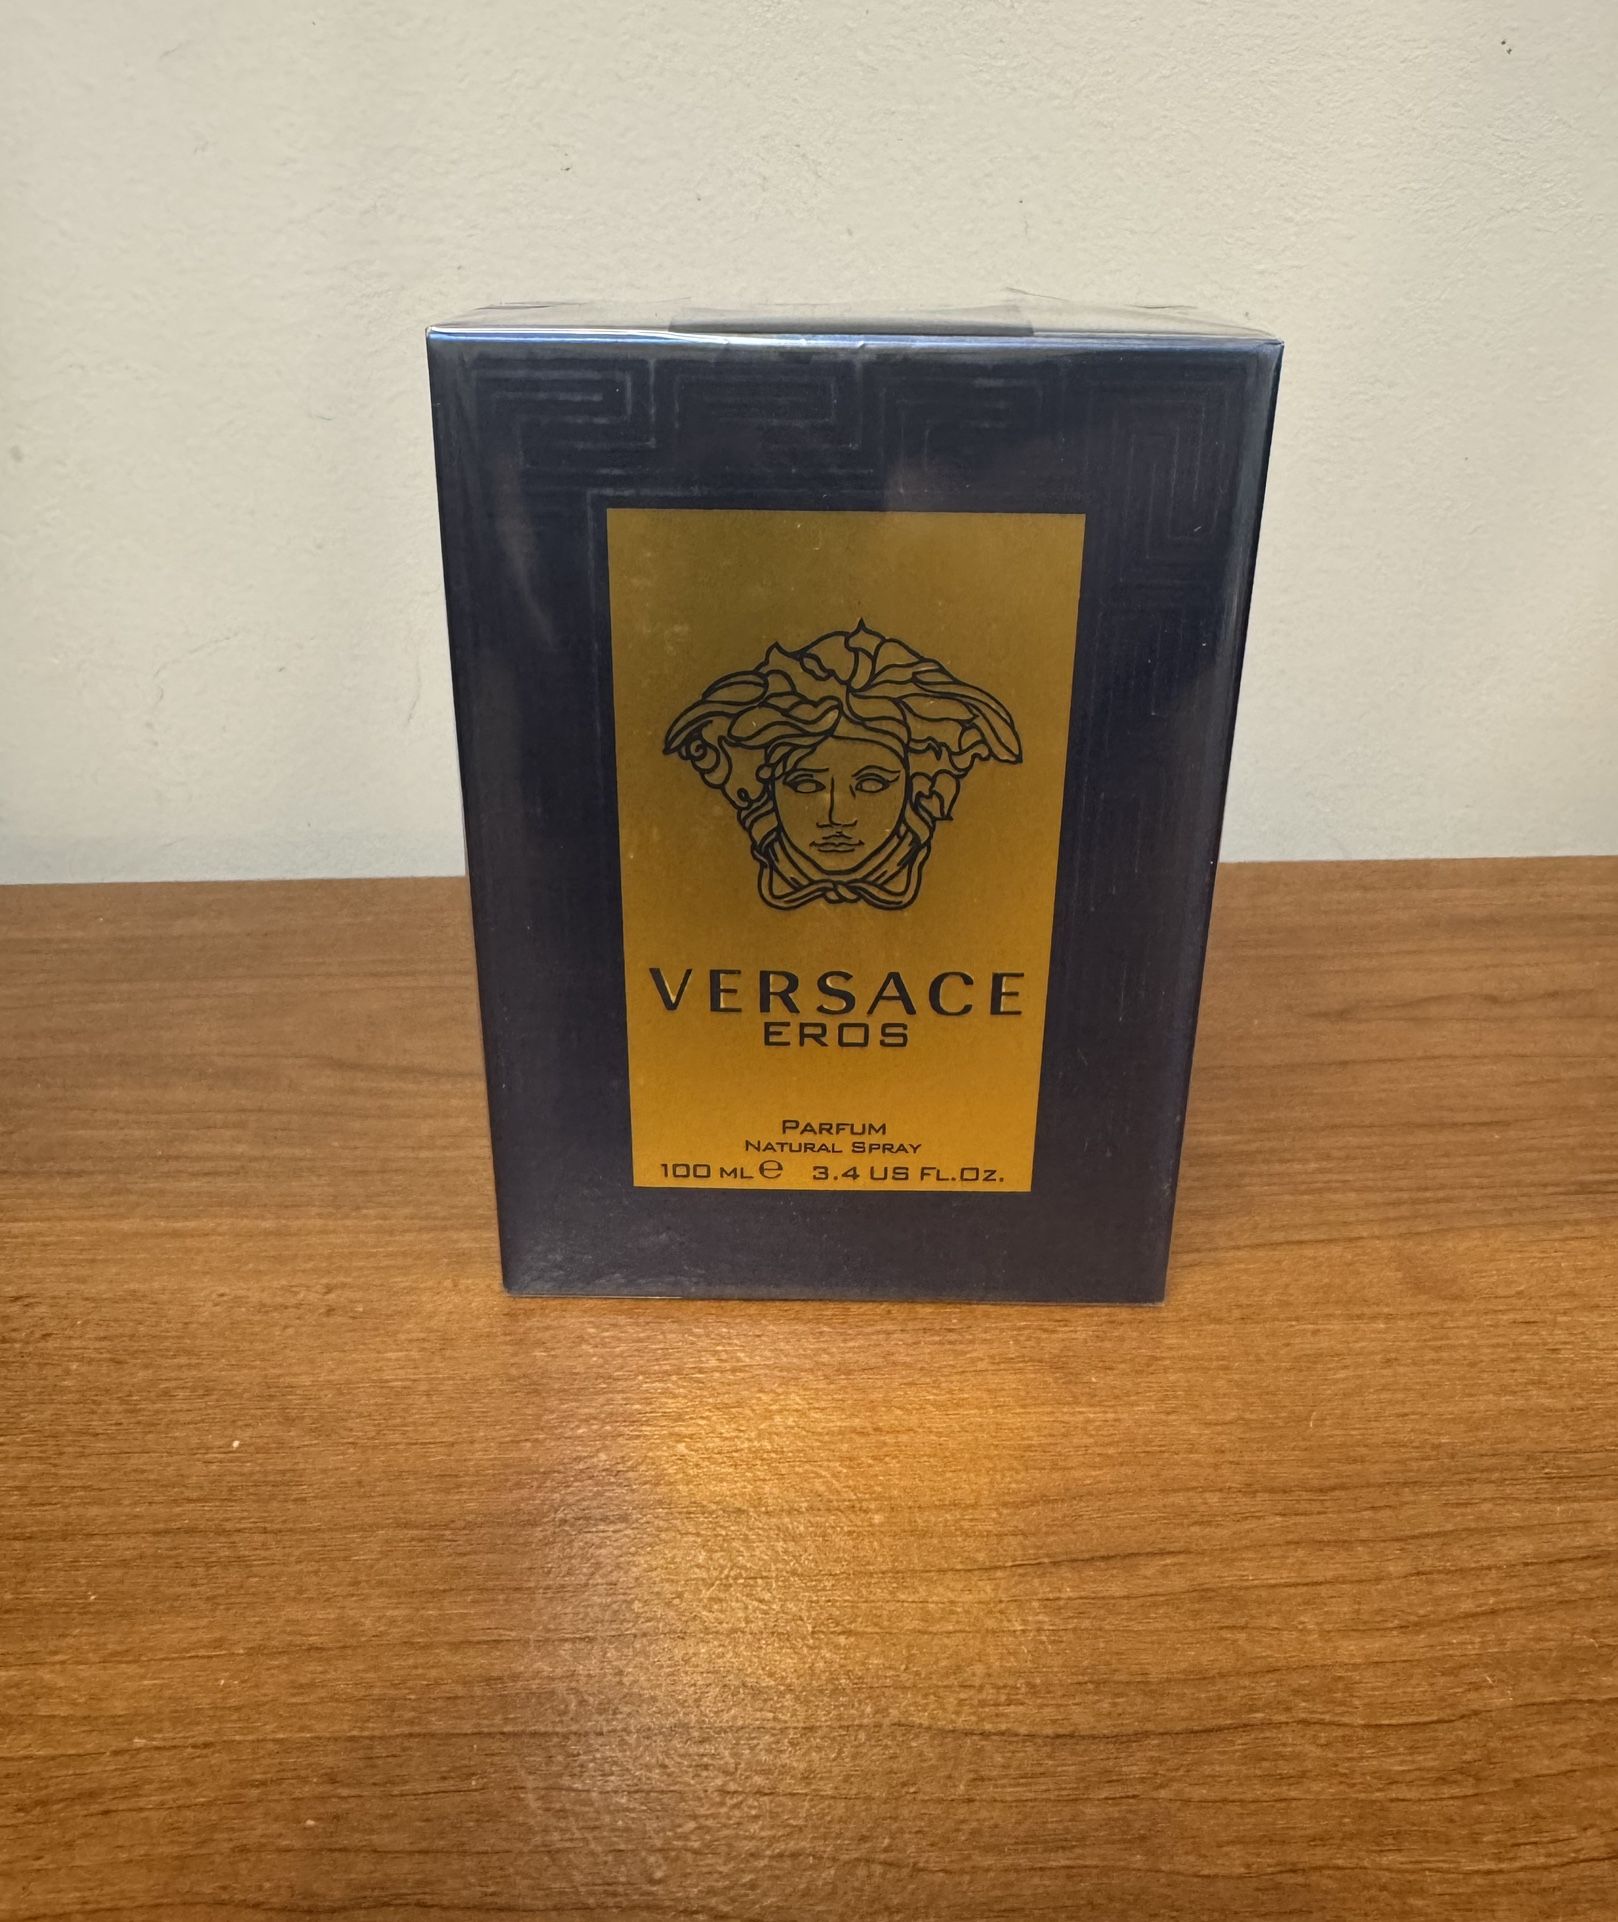 VERSACE
EROS
PARFUM
NATURAL SPRAY
100 ML ℮ 3.4 US FL.OZ.